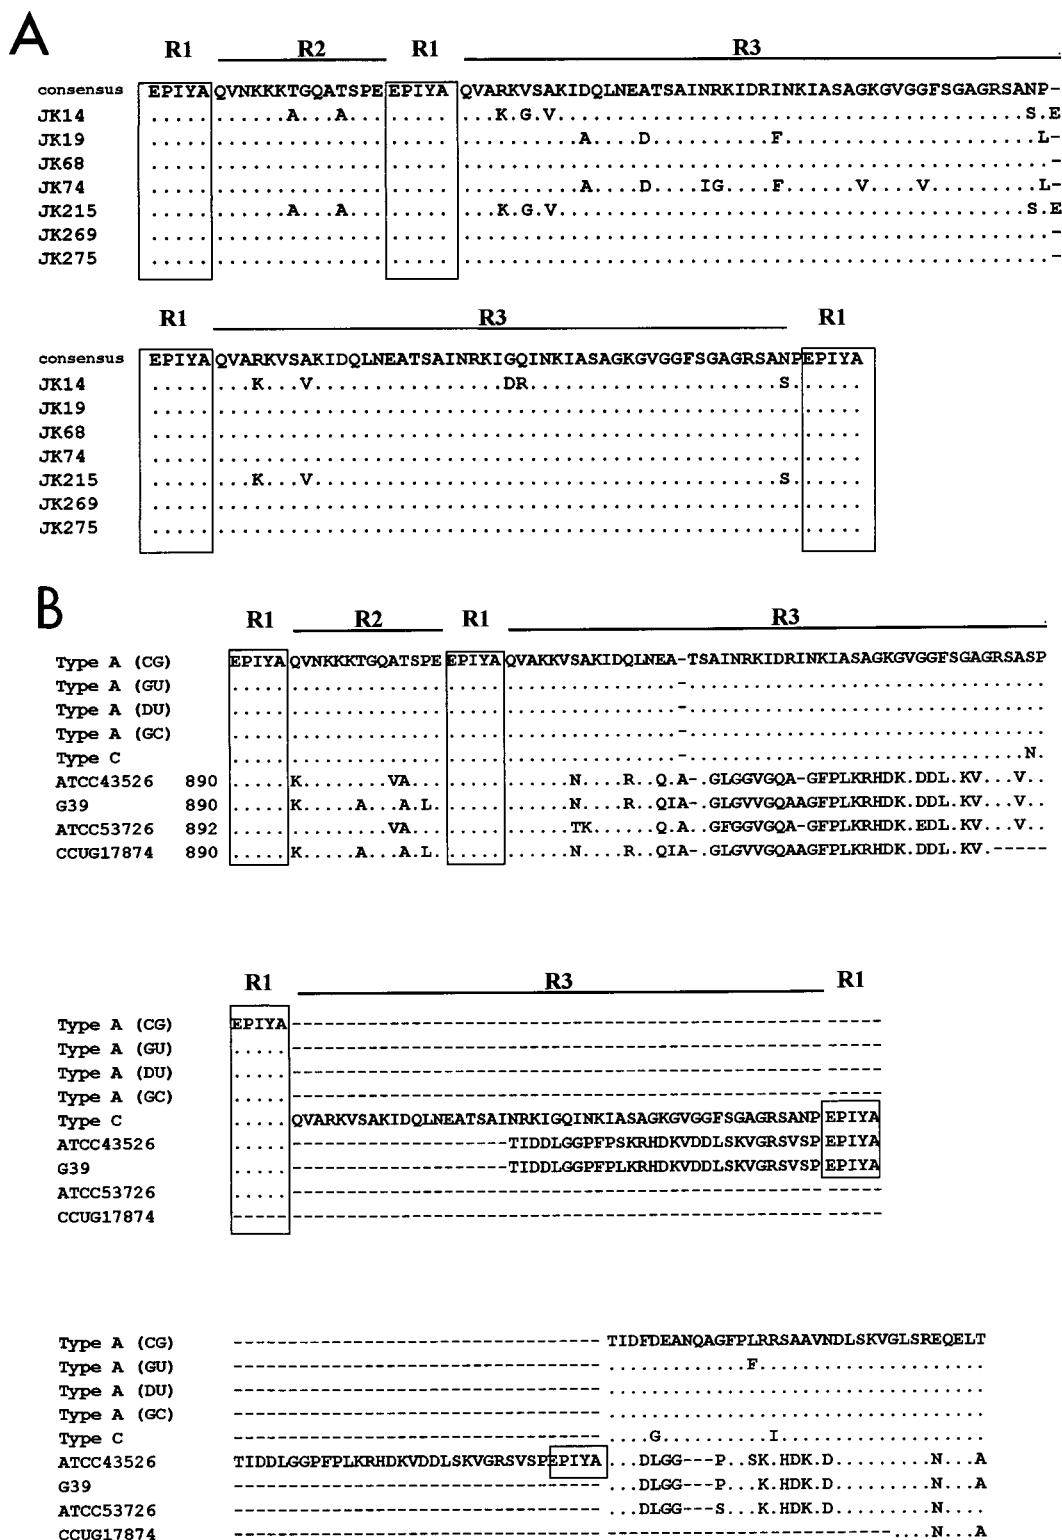 A
R1 R2 R1 R3
consensus EPIYA QVNKKKTGQATSPE EPIYA QVARKVSAKIDQLNEATSAINRKIDRINKIASAGKGVGGFSGAGRSANP-
JK14 ..... ......A...A... ..... ...K.G.V.......................................S.E
JK19 ..... .............. ..... ..........A....D..........F.....................L-
JK68 ..... .............. ..... .................................................-
JK74 ..... .............. ..... ..........A....D....IG....F......V....V.........L-
JK215 ..... ......A...A... ..... ...K.G.V.......................................S.E
JK269 ..... .............. ..... .................................................-
JK275 ..... .............. ..... .................................................-
R1 R3 R1
consensus EPIYA QVARKVSAKIDQLNEATSAINRKIGQINKIASAGKGVGGFSGAGRSANP EPIYA
JK14 ..... ...K...V................DR.....................S. .....
JK19 ..... ................................................. .....
JK68 ..... ................................................. .....
JK74 ..... ................................................. .....
JK215 ..... ...K...V.......................................S. .....
JK269 ..... ................................................. .....
JK275 ..... ................................................. .....
B
R1 R2 R1 R3
Type A (CG) EPIYA QVNKKKTGQATSPE EPIYA QVAKKVSAKIDQLNEA-TSAINRKIDRINKIASAGKGVGGFSGAGRSASP
Type A (GU) ..... .............. ..... ................-.................................
Type A (DU) ..... .............. ..... ................-.................................
Type A (GC) ..... .............. ..... ................-.................................
Type C ..... .............. ..... ................-...............................N.
ATCC43526 890 ..... K........VA... ..... ......N....R..Q.A-.GLGGVGQA-GFPLKRHDK.DDL.KV...V..
G39 890 ..... K.....A...A.L. ..... ......N....R..QIA-.GLGVVGQAAGFPLKRHDK.DDL.KV...V..
ATCC53726 892 ..... .........VA... ..... ......TK......Q.A..GFGGVGQA-GFPLKRHDK.EDL.KV...V..
CCUG17874 890 ..... K.....A...A.L. ..... ......N....R..QIA-.GLGVVGQAAGFPLKRHDK.DDL.KV.-----
R1 R3 R1
Type A (CG) EPIYA ------------------------------------------------- -----
Type A (GU) ..... ------------------------------------------------- -----
Type A (DU) ..... ------------------------------------------------- -----
Type A (GC) ..... ------------------------------------------------- -----
Type C ..... QVARKVSAKIDQLNEATSAINRKIGQINKIASAGKGVGGFSGAGRSANP EPIYA
ATCC43526 ..... --------------------TIDDLGGPFPSKRHDKVDDLSKVGRSVSP EPIYA
G39 ..... --------------------TIDDLGGPFPLKRHDKVDDLSKVGRSVSP EPIYA
ATCC53726 ..... ------------------------------------------------- -----
CCUG17874 ----- ------------------------------------------------- -----
Type A (CG) ---------------------------------- TIDFDEANQAGFPLRRSAAVNDLSKVGLSREQELT
Type A (GU) ---------------------------------- .............F.....................
Type A (DU) ---------------------------------- ...................................
Type A (GC) ---------------------------------- ...................................
Type C ---------------------------------- ....G..........I...................
ATCC43526 TIDDLGGPFPLKRHDKVDDLSKVGRSVSPEPIYA ...DLGG---P..SK.HDK.D.........N...A
G39 ---------------------------------- ...DLGG---P...K.HDK.D.........N...A
ATCC53726 ---------------------------------- ...DLGG---S...K.HDK.D.........N....
CCUG17874 ---------------------------------- --------------------------....N...A